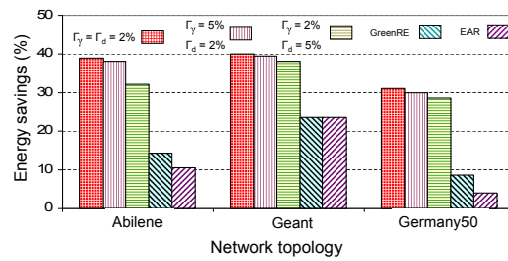 Energy savings (%)
50
40
30
20
10
0
Γγ = Γd = 2%
Γγ = 5%
Γd = 2%
Γγ = 2%
Γd = 5%
GreenRE
EAR
Abilene
Geant
Germany50
Network topology